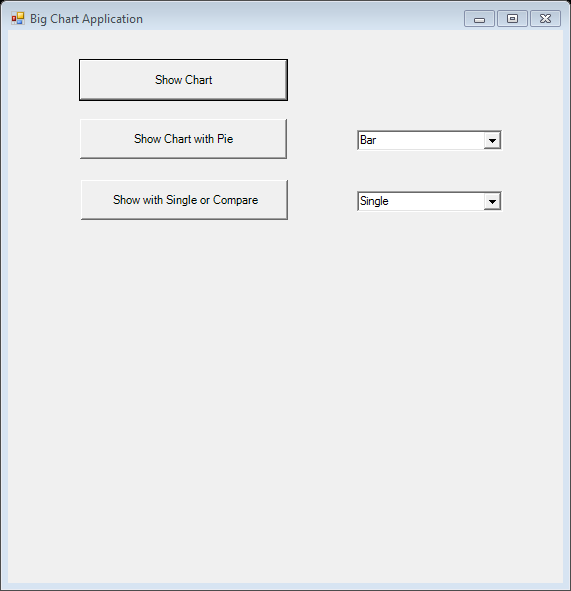 Big Chart Application
Show Chart
Show Chart with Pie
Bar
Show with Single or Compare
Single